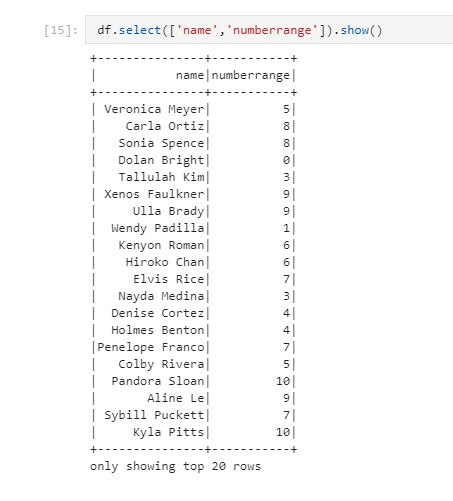 [15]: df.select(['name','numberrange']).show()
+---------------+-----------+
|           name|numberrange|
+---------------+-----------+
| Veronica Meyer|          5|
|    Carla Ortiz|          8|
|   Sonia Spence|          8|
|   Dolan Bright|          0|
|   Tallulah Kim|          3|
| Xenos Faulkner|          9|
|     Ulla Brady|          9|
|  Wendy Padilla|          1|
|   Kenyon Roman|          6|
|    Hiroko Chan|          6|
|     Elvis Rice|          7|
|   Nayda Medina|          3|
|  Denise Cortez|          4|
|  Holmes Benton|          4|
|Penelope Franco|          7|
|   Colby Rivera|          5|
|  Pandora Sloan|         10|
|       Aline Le|          9|
| Sybill Puckett|          7|
|     Kyla Pitts|         10|
+---------------+-----------+
only showing top 20 rows